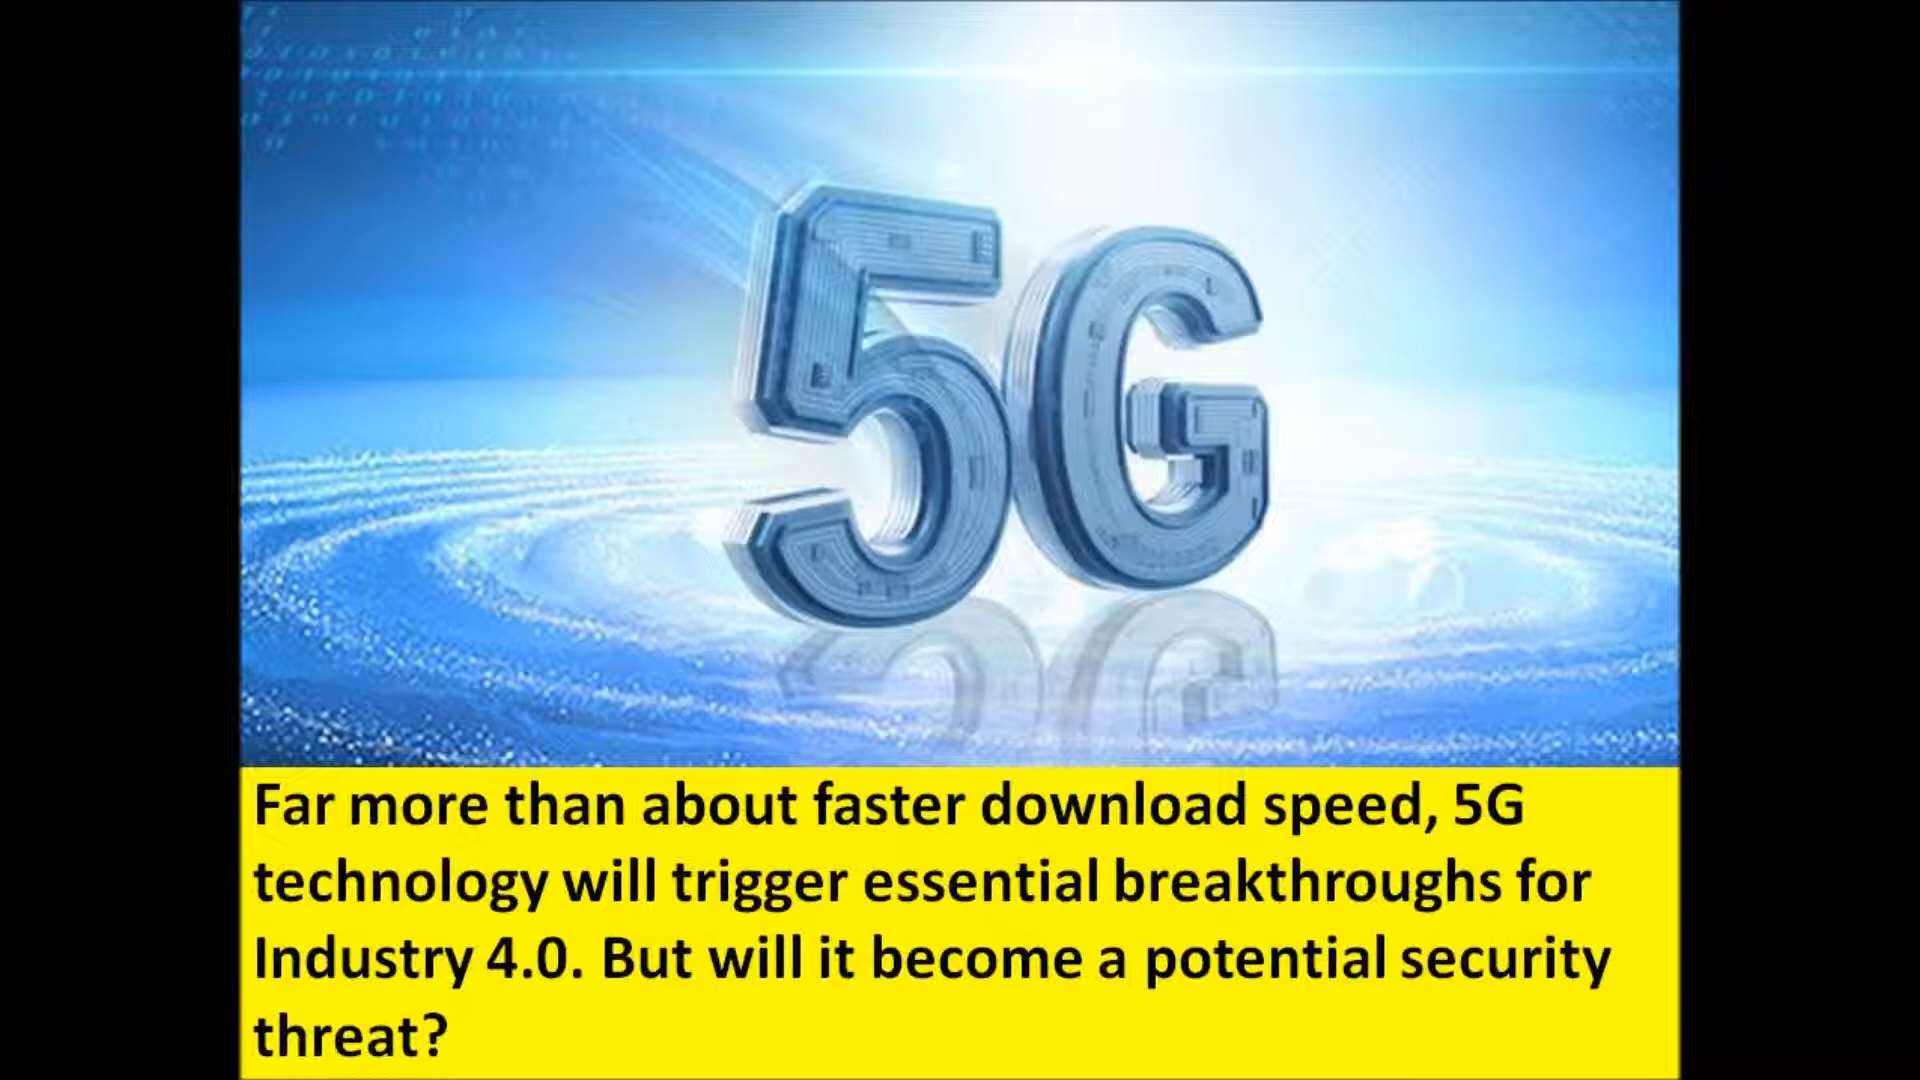 5G
Far more than about faster download speed, 5G
technology will trigger essential breakthroughs for
Industry 4.0. But will it become a potential security
threat?